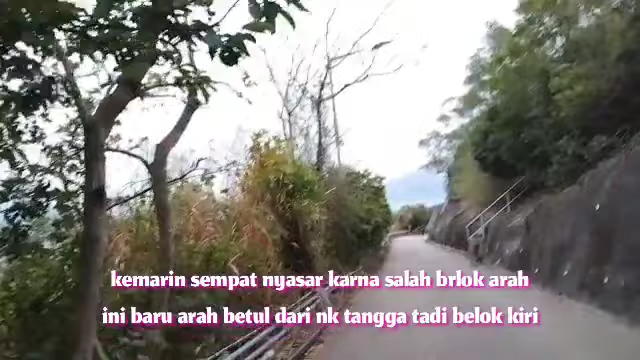 kemarin sempat nyasar karna salah brlok arah
ini baru arah betul dari nk tangga tadi belok kiri